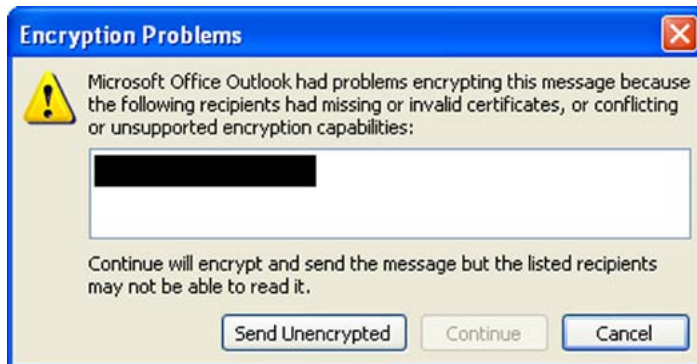 Encryption Problems
Microsoft Office Outlook had problems encrypting this message because
the following recipients had missing or invalid certificates, or conflicting
or unsupported encryption capabilities:
Continue will encrypt and send the message but the listed recipients
may not be able to read it.
Send Unencrypted Continue Cancel